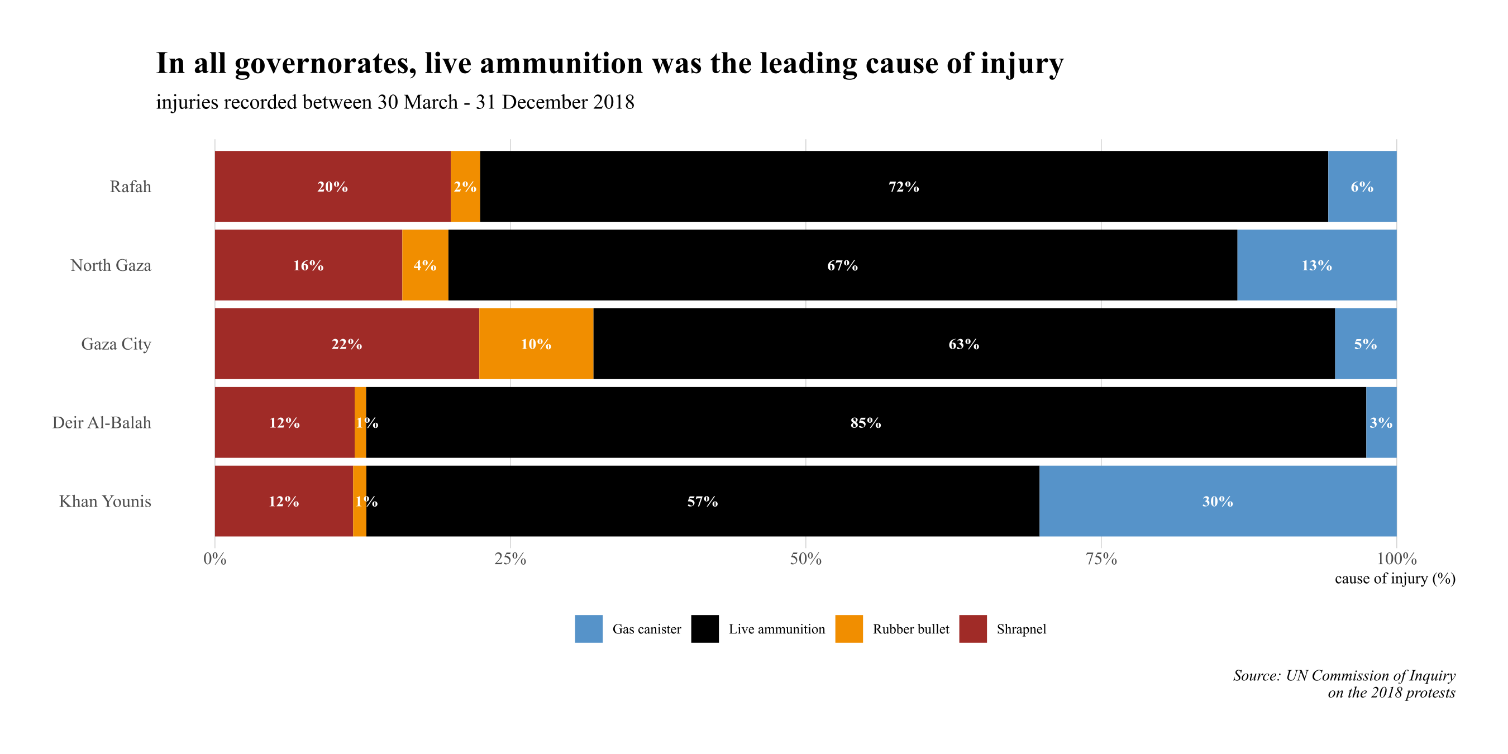 In all governorates, live ammunition was the leading cause of injury
injuries recorded between 30 March - 31 December 2018
Rafah 20% 2% 72% 6%
North Gaza 16% 4% 67% 13%
Gaza City 22% 10% 63% 5%
Deir Al-Balah 12% 1% 85% 3%
Khan Younis 12% 1% 57% 30%
0% 25% 50% 75% 100%
cause of injury (%)
Gas canister Live ammunition Rubber bullet Shrapnel
Source: UN Commission of Inquiry
on the 2018 protests